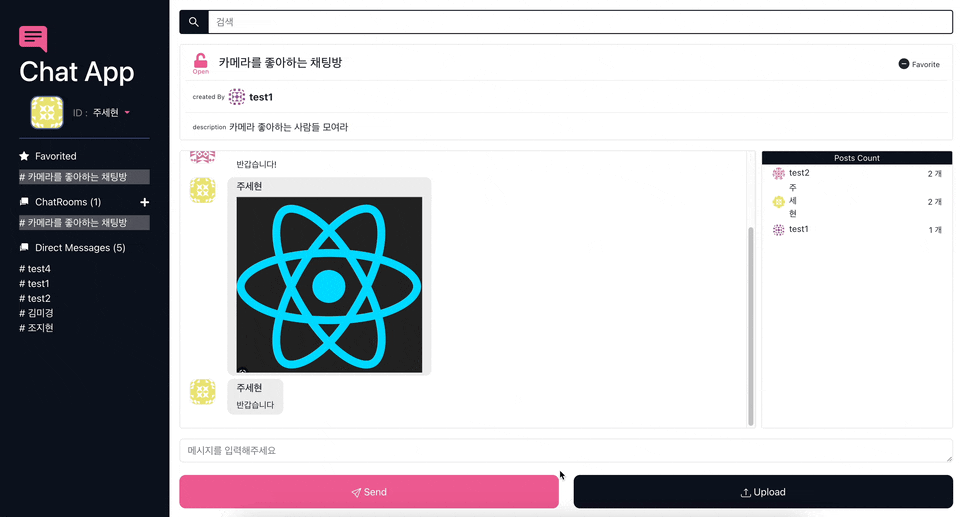 Chat App
ID : 주세현
Favorited
# 카메라를 좋아하는 채팅방
ChatRooms (1)
# 카메라를 좋아하는 채팅방
Direct Messages (5)
# test4
# test1
# test2
# 김미경
# 조지현
검색
Open
카메라를 좋아하는 채팅방
Favorite
created By test1
description 카메라 좋아하는 사람들 모여라
반갑습니다!
주세현
주세현
반갑습니다
Posts Count
test2 2 개
주
세 2 개
현
test1 1 개
메시지를 입력해주세요
Send
Upload